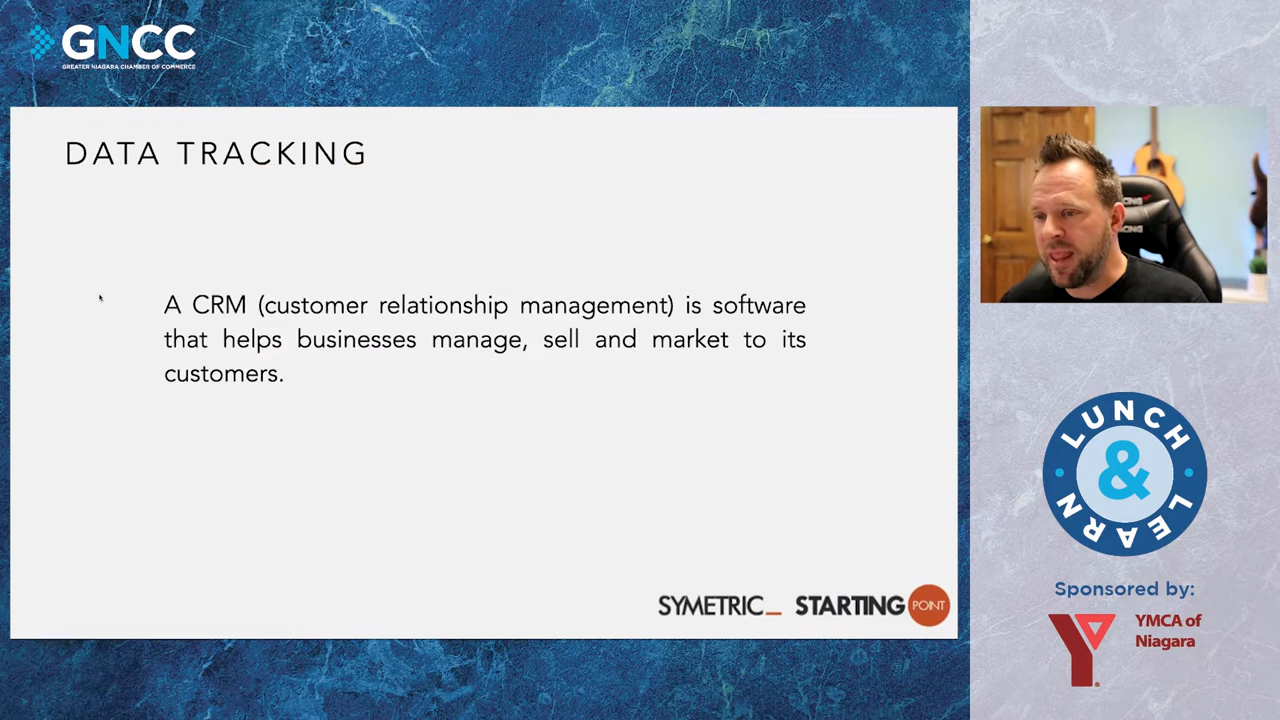 GNCC
GREATER NIAGARA CHAMBER OF COMMERCE
DATA TRACKING
A CRM (customer relationship management) is software
that helps businesses manage, sell and market to its
customers.
SYMETRIC_ STARTING POINT
LUNCH
&
LEARN
Sponsored by:
YMCA of
Niagara